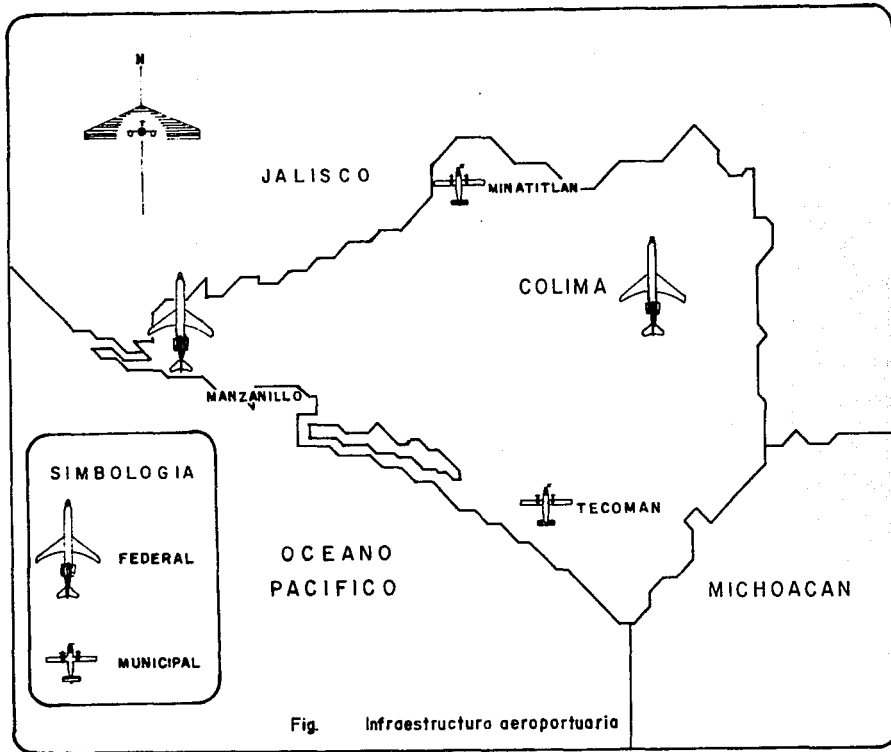 N
JALISCO
MINATITLAN
COLIMA
MANZANILLO
SIMBOLOGIA
FEDERAL
MUNICIPAL
TECOMAN
OCEANO
PACIFICO
MICHOACAN
Fig. Infraestructura aeroportuaria